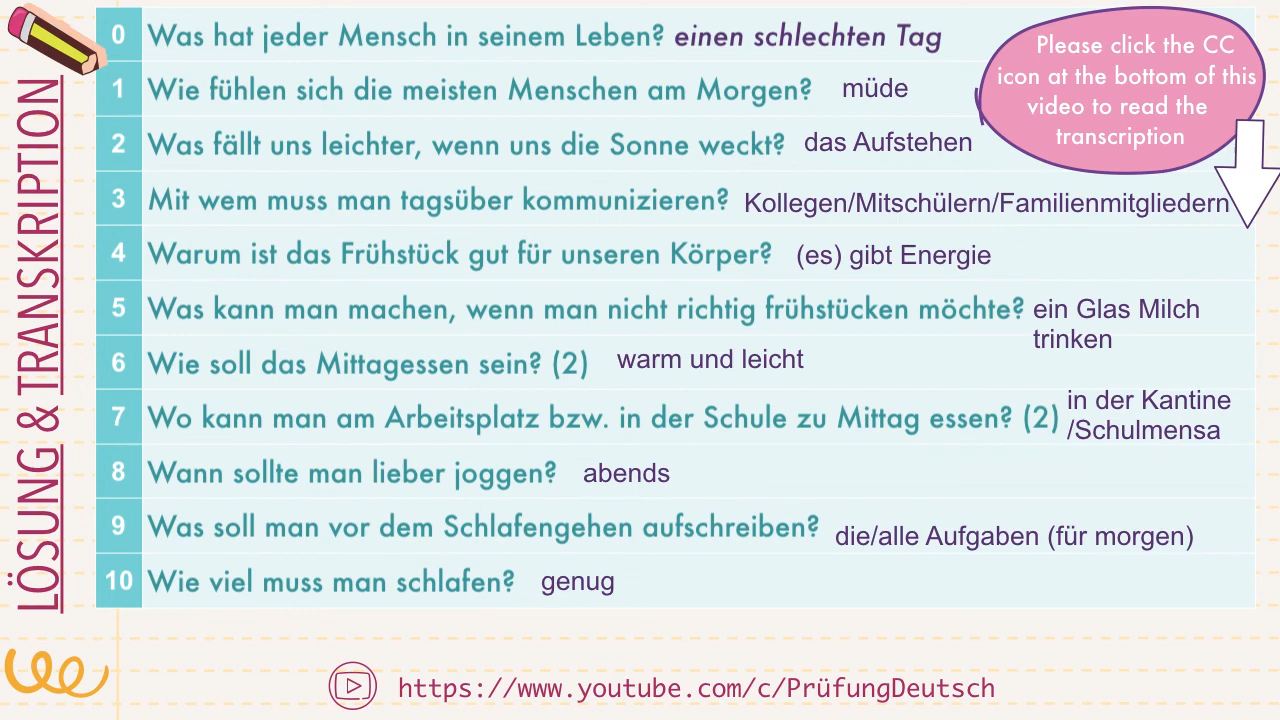 LÖSUNG & TRANSKRIPTION
0 Was hat jeder Mensch in seinem Leben? einen schlechten Tag
1 Wie fühlen sich die meisten Menschen am Morgen? müde
2 Was fällt uns leichter, wenn uns die Sonne weckt? das Aufstehen
3 Mit wem muss man tagsüber kommunizieren? Kollegen/Mitschülern/Familienmitgliedern
4 Warum ist das Frühstück gut für unseren Körper? (es) gibt Energie
5 Was kann man machen, wenn man nicht richtig frühstücken möchte? ein Glas Milch
trinken
6 Wie soll das Mittagessen sein? (2) warm und leicht
7 Wo kann man am Arbeitsplatz bzw. in der Schule zu Mittag essen? (2) in der Kantine
/Schulmensa
8 Wann sollte man lieber joggen? abends
9 Was soll man vor dem Schlafengehen aufschreiben? die/alle Aufgaben (für morgen)
10 Wie viel muss man schlafen? genug
Please click the CC
icon at the bottom of this
video to read the
transcription
https://www.youtube.com/c/PrüfungDeutsch